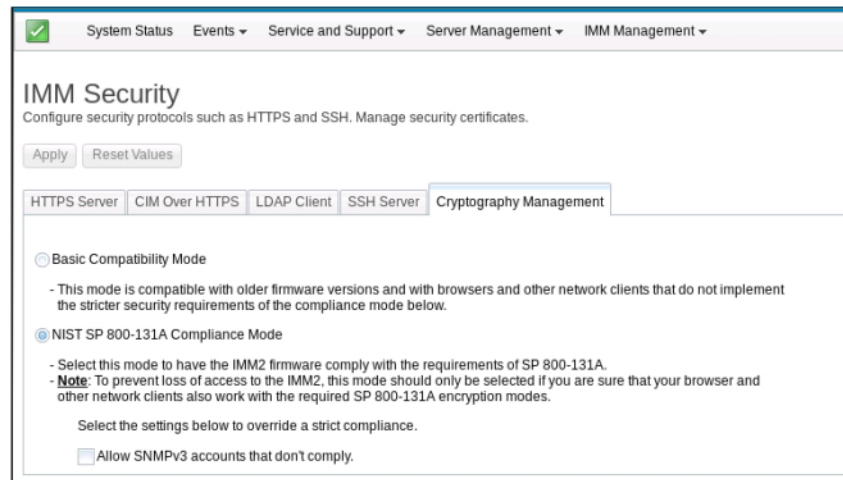 System Status Events Service and Support Server Management IMM Management
IMM Security
Configure security protocols such as HTTPS and SSH. Manage security certificates.
Apply Reset Values
HTTPS Server CIM Over HTTPS LDAP Client SSH Server Cryptography Management
Basic Compatibility Mode
- This mode is compatible with older firmware versions and with browsers and other network clients that do not implement
the stricter security requirements of the compliance mode below.
NIST SP 800-131A Compliance Mode
- Select this mode to have the IMM2 firmware comply with the requirements of SP 800-131A.
- Note: To prevent loss of access to the IMM2, this mode should only be selected if you are sure that your browser and
other network clients also work with the required SP 800-131A encryption modes.
Select the settings below to override a strict compliance.
Allow SNMPv3 accounts that don't comply.